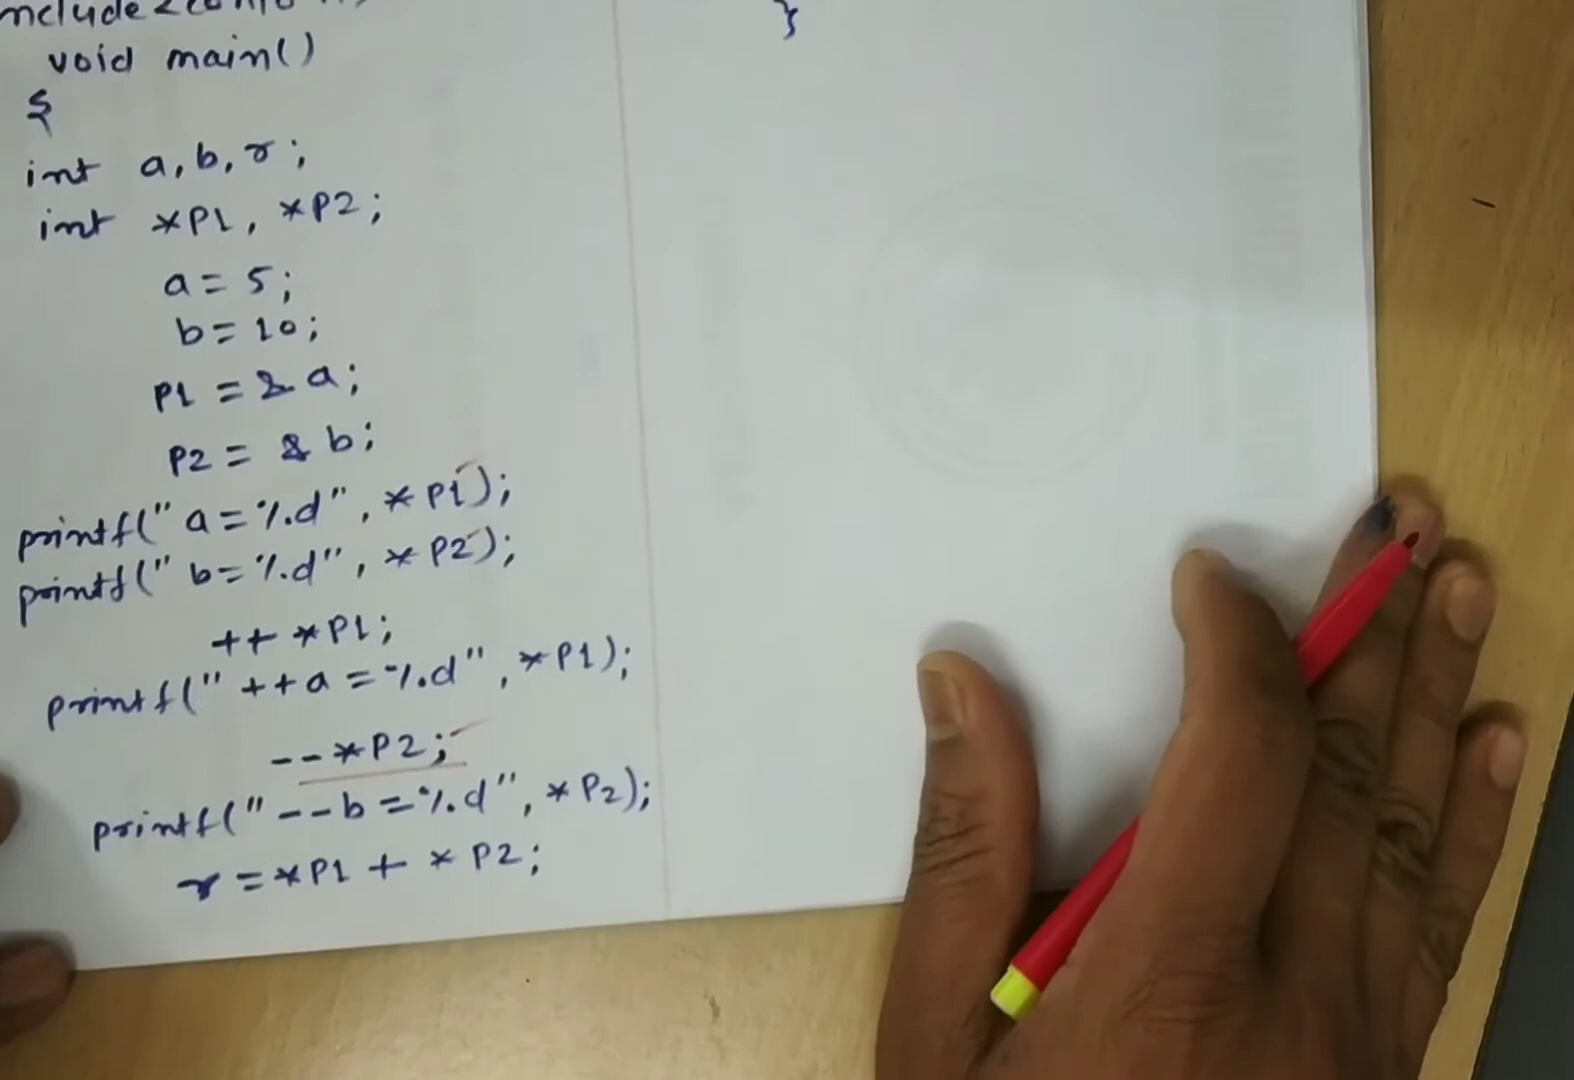 void main()
{
int a, b, r;
int *P1, *P2;
a = 5;
b = 10;
P1 = & a;
P2 = & b;
printf(" a = %d", *P1);
printf(" b = %d", *P2);
++ *P1;
printf(" ++a = %d", *P1);
-- *P2;
printf(" --b = %d", *P2);
r = *P1 + *P2;
}